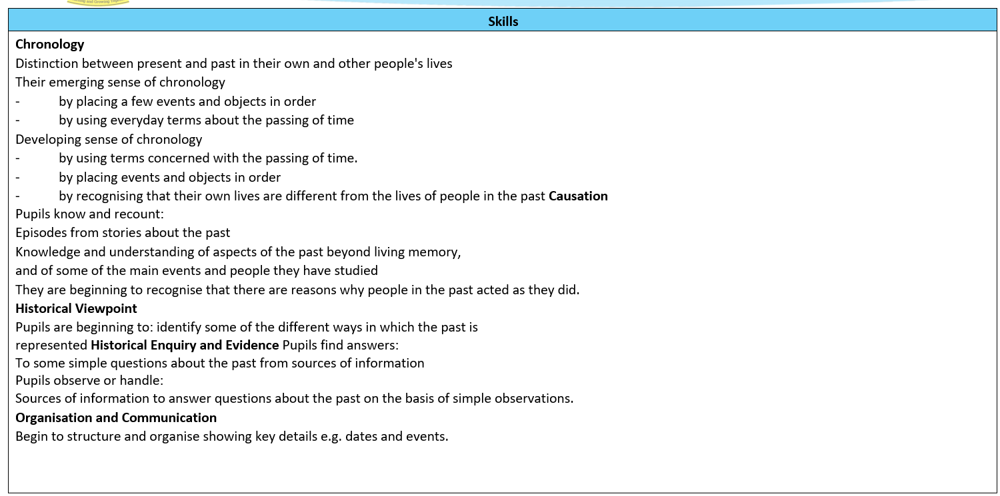 ing and Growing Toge
Skills
Chronology
Distinction between present and past in their own and other people's lives
Their emerging sense of chronology
- by placing a few events and objects in order
- by using everyday terms about the passing of time
Developing sense of chronology
- by using terms concerned with the passing of time.
- by placing events and objects in order
- by recognising that their own lives are different from the lives of people in the past Causation
Pupils know and recount:
Episodes from stories about the past
Knowledge and understanding of aspects of the past beyond living memory,
and of some of the main events and people they have studied
They are beginning to recognise that there are reasons why people in the past acted as they did.
Historical Viewpoint
Pupils are beginning to: identify some of the different ways in which the past is
represented Historical Enquiry and Evidence Pupils find answers:
To some simple questions about the past from sources of information
Pupils observe or handle:
Sources of information to answer questions about the past on the basis of simple observations.
Organisation and Communication
Begin to structure and organise showing key details e.g. dates and events.